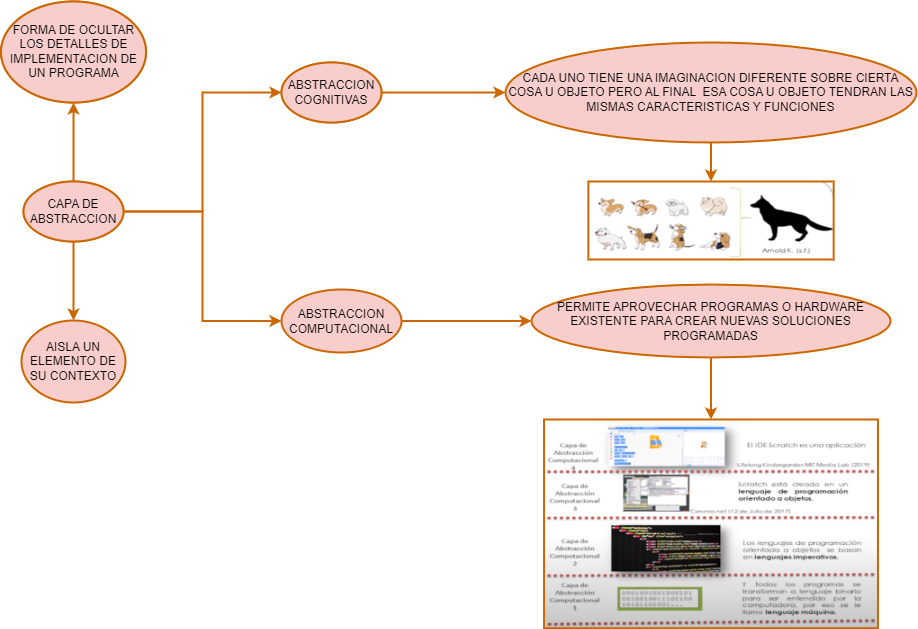 FORMA DE OCULTAR
LOS DETALLES DE
IMPLEMENTACION DE
UN PROGRAMA
CAPA DE
ABSTRACCION
AISLA UN
ELEMENTO DE
SU CONTEXTO
ABSTRACCION
COGNITIVAS
CADA UNO TIENE UNA IMAGINACION DIFERENTE SOBRE CIERTA
COSA U OBJETO PERO AL FINAL ESA COSA U OBJETO TENDRAN LAS
MISMAS CARACTERISTICAS Y FUNCIONES
Arnold K. (s.f.)
ABSTRACCION
COMPUTACIONAL
PERMITE APROVECHAR PROGRAMAS O HARDWARE
EXISTENTE PARA CREAR NUEVAS SOLUCIONES
PROGRAMADAS
Capa de
Abstracción
Computacional
4
El IDE Scratch es una aplicación
Lifelong Kindergarden MIT Media Lab (2019)
Capa de
Abstracción
Computacional
3
Scratch está creado en un
lenguaje de programación
orientado a objetos.
Ceronio.net (12 de Julio de 2017).
Capa de
Abstracción
Computacional
2
Los lenguajes de programación
orientada a objetos se basan
en lenguajes imperativos.
Capa de
Abstracción
Computacional
1
Y todos los programas se
transforman a lenguaje binario
para ser entendido por la
computadora, por eso se le
llama lenguaje máquina.